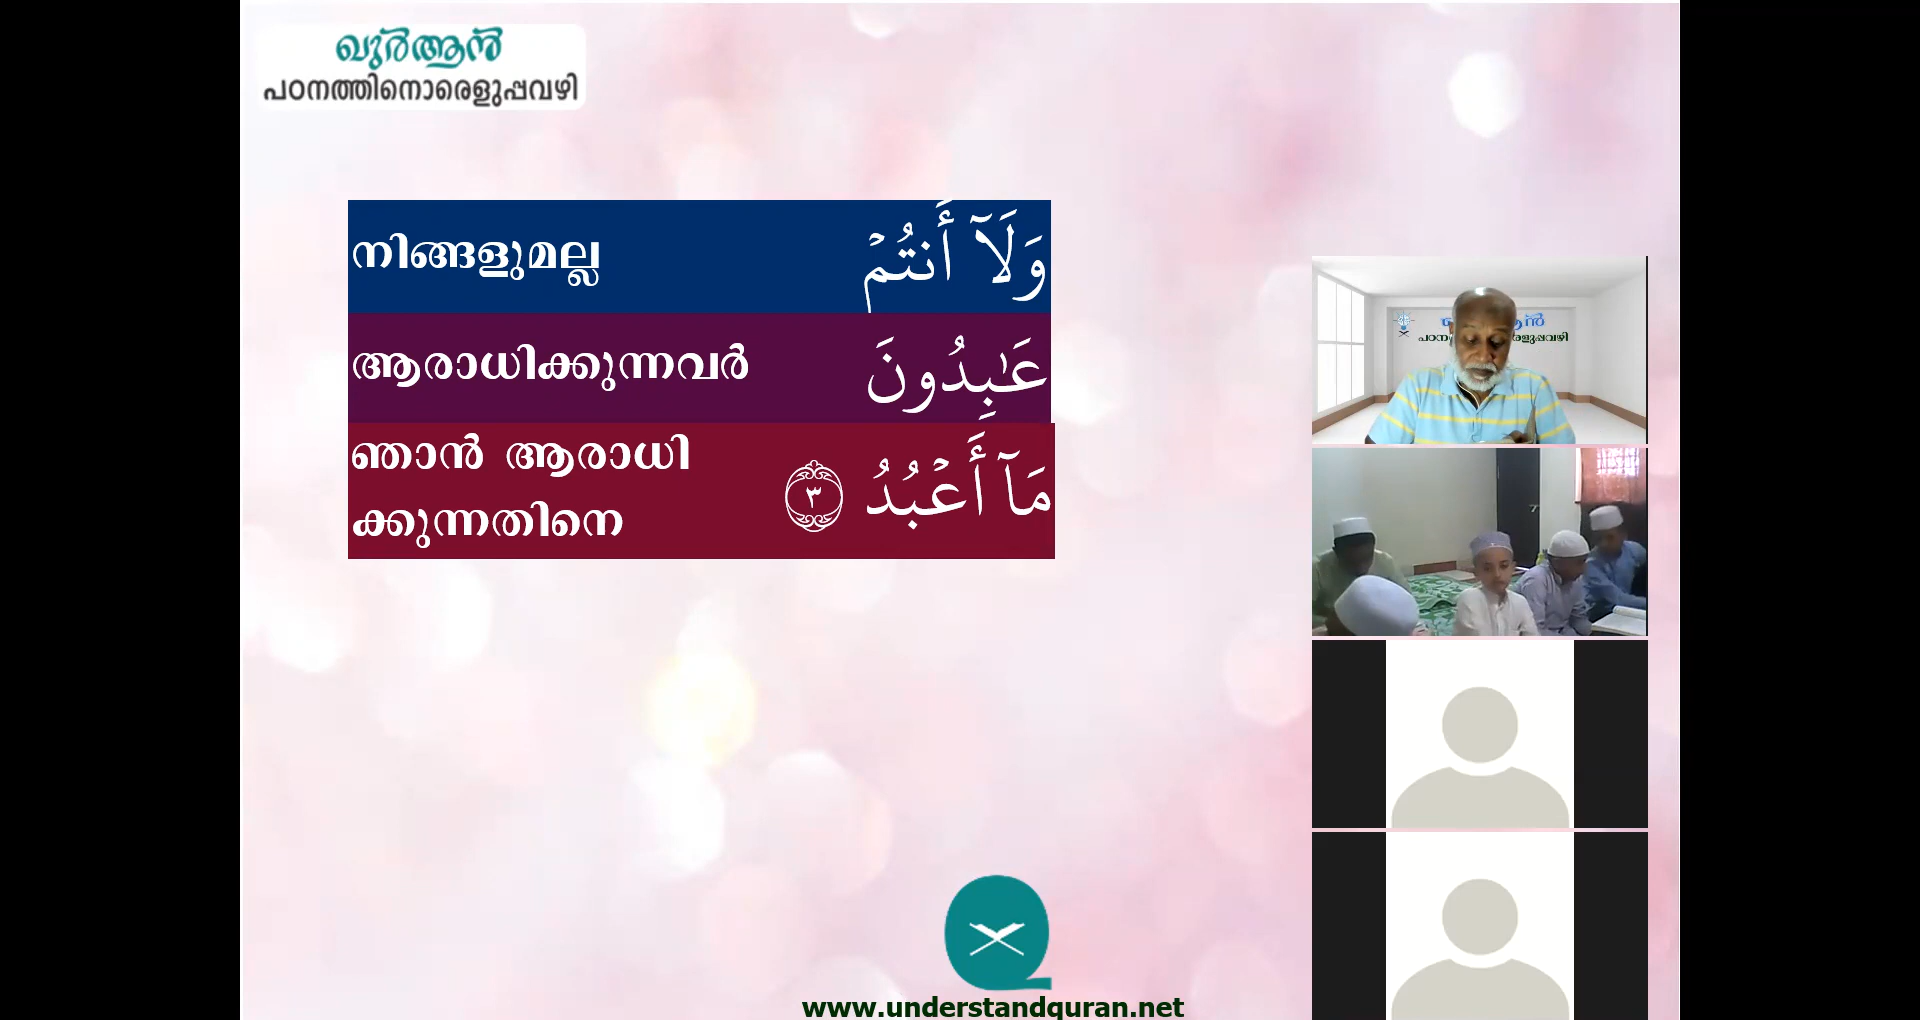 ഖുർആൻ
പഠനത്തിനൊരെളുപ്പവഴി
നിങ്ങളുമല്ല وَلَآ أَنتُمْ
ആരാധിക്കുന്നവർ عَـٰبِدُونَ
ഞാൻ ആരാധി
ക്കുന്നതിനെ مَآ أَعْبُدُ ٣
www.understandquran.net